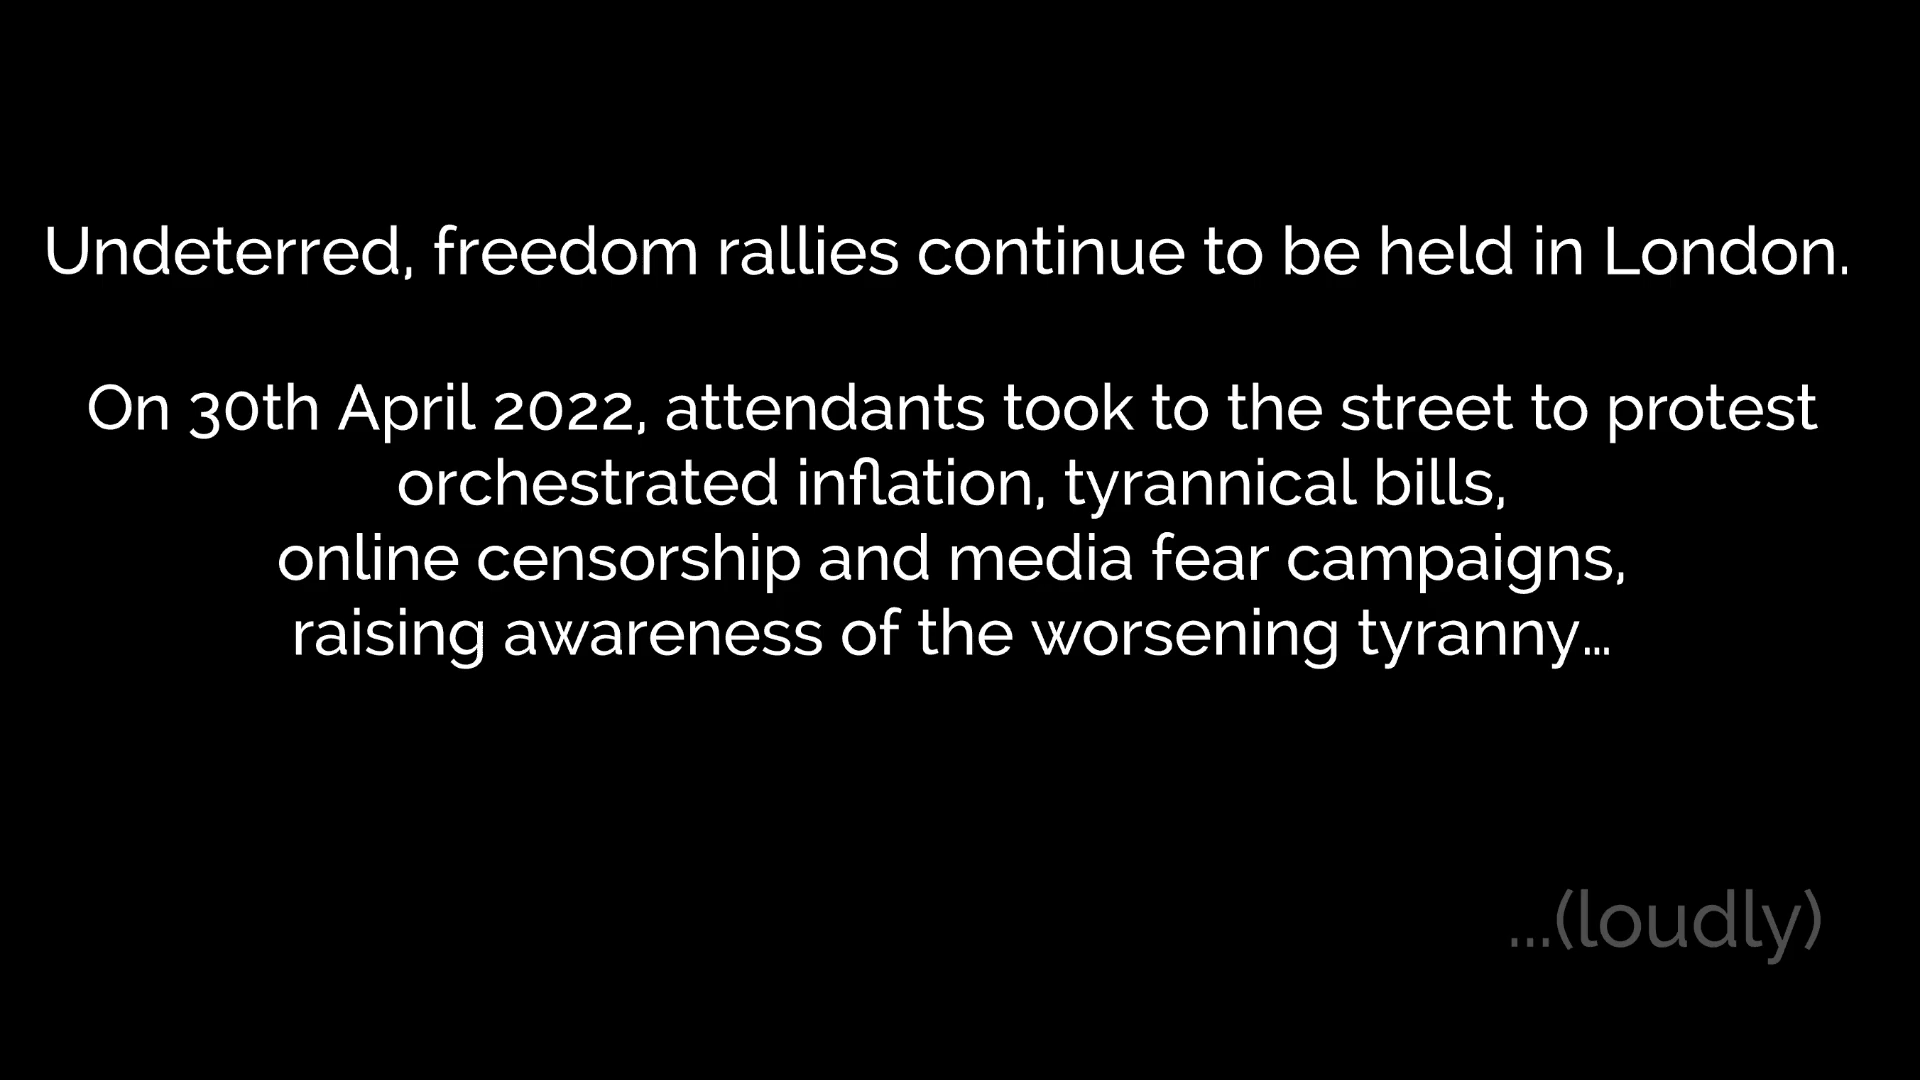 Undeterred, freedom rallies continue to be held in London.
On 30th April 2022, attendants took to the street to protest
orchestrated inflation, tyrannical bills,
online censorship and media fear campaigns,
raising awareness of the worsening tyranny...
...(loudly)